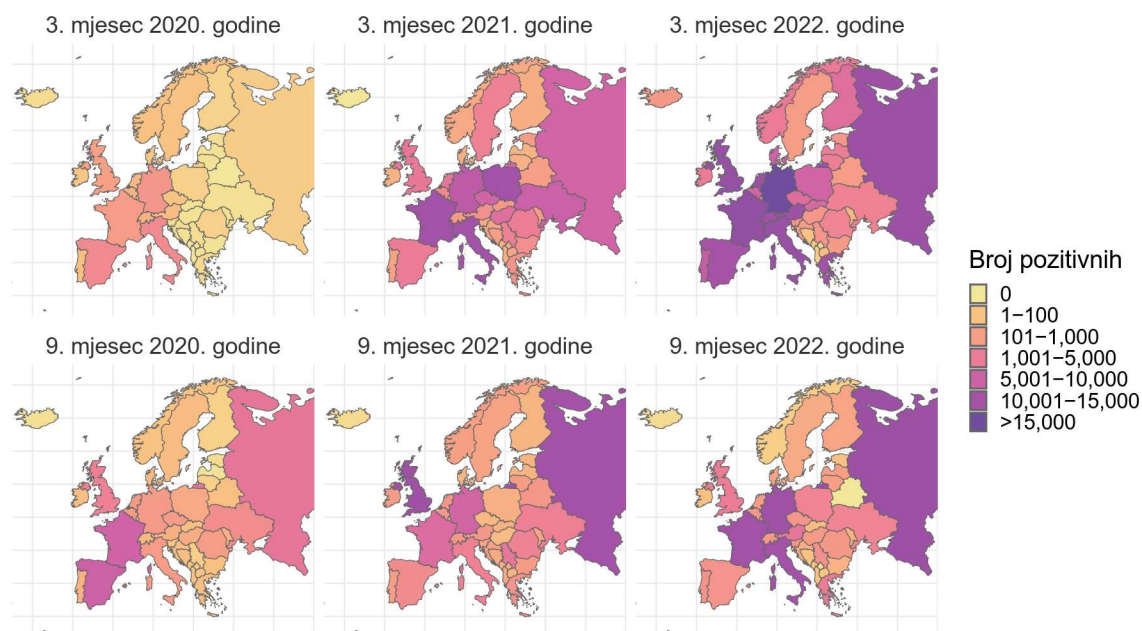 3. mjesec 2020. godine
3. mjesec 2021. godine
3. mjesec 2022. godine
Broj pozitivnih
0
1–100
101–1,000
1,001–5,000
5,001–10,000
10,001–15,000
>15,000
9. mjesec 2020. godine
9. mjesec 2021. godine
9. mjesec 2022. godine